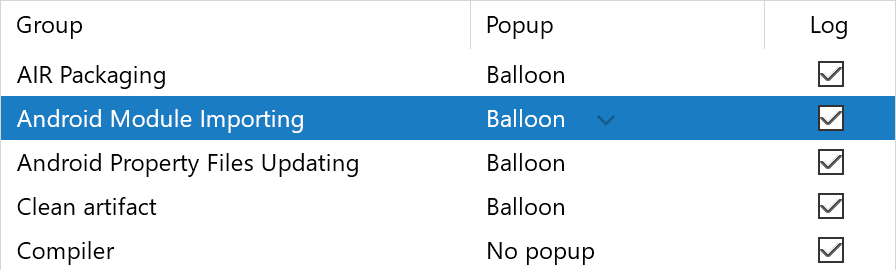 Group Popup Log
AIR Packaging Balloon
Android Module Importing Balloon
Android Property Files Updating Balloon
Clean artifact Balloon
Compiler No popup